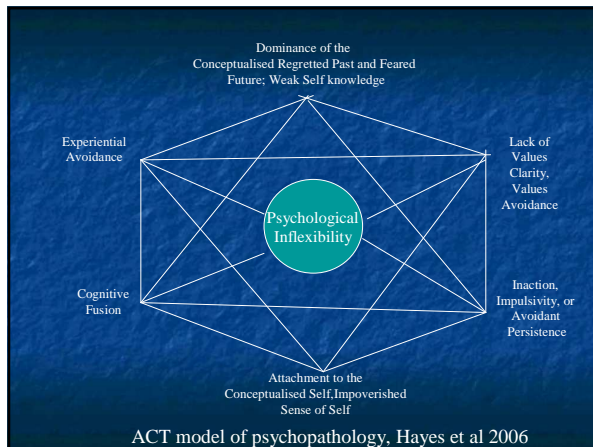 Dominance of the
Conceptualised Regretted Past and Feared
Future; Weak Self knowledge
Experiential
Avoidance
Lack of
Values
Clarity,
Values
Avoidance
Psychological
Inflexibility
Cognitive
Fusion
Inaction,
Impulsivity, or
Avoidant
Persistence
Attachment to the
Conceptualised Self,Impoverished
Sense of Self
ACT model of psychopathology, Hayes et al 2006